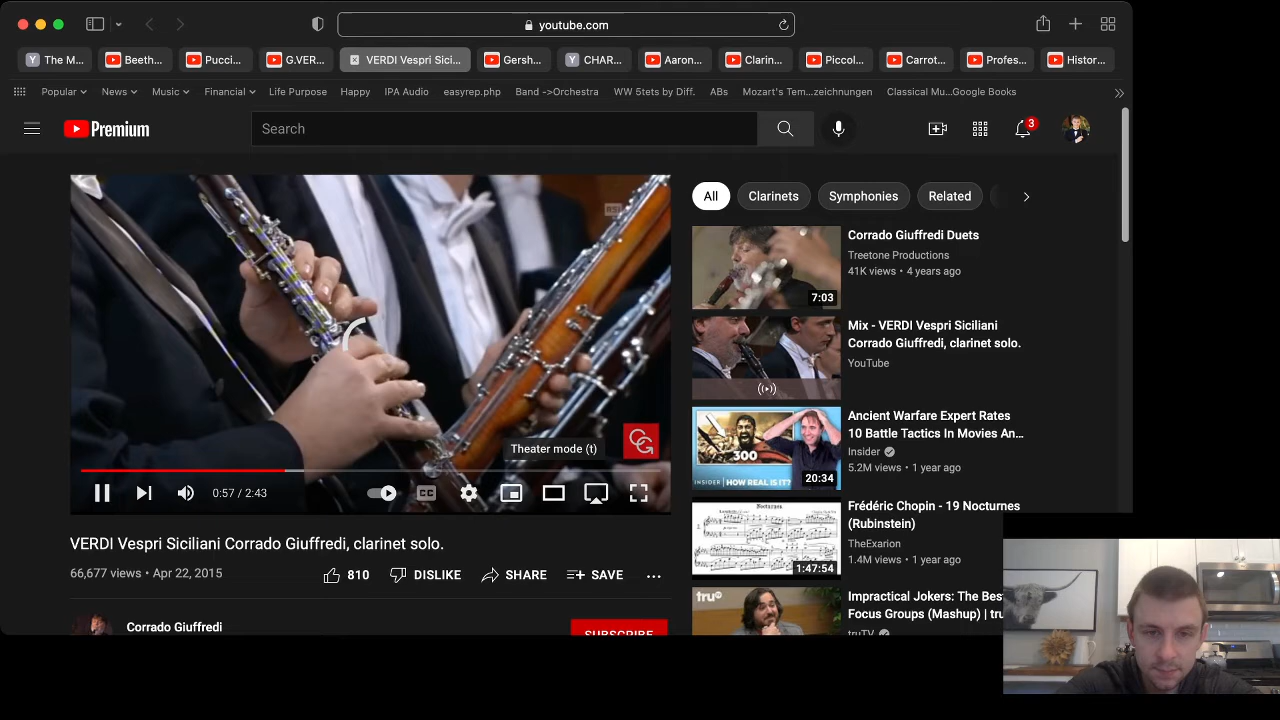 youtube.com
The M...
Beeth...
Pucci...
G.VER...
VERDI Vespri Sici...
Gersh...
CHAR...
Aaron...
Clarin...
Piccol...
Carrot...
Profes...
Histor...
Popular
News
Music
Financial
Life Purpose
Happy
IPA Audio
easyrep.php
Band ->Orchestra
WW 5tets by Diff.
ABs
Mozart's Tem...zeichnungen
Classical Mu...Google Books
Premium
Search
3
RSI
Theater mode (t)
CG
0:57 / 2:43
CC
VERDI Vespri Siciliani Corrado Giuffredi, clarinet solo.
66,677 views • Apr 22, 2015
810
DISLIKE
SHARE
SAVE
Corrado Giuffredi
SUBSCRIBE
All
Clarinets
Symphonies
Related
7:03
Corrado Giuffredi Duets
Treetone Productions
41K views • 4 years ago
Mix - VERDI Vespri Siciliani
Corrado Giuffredi, clarinet solo.
YouTube
300
INSIDER
HOW REAL IS IT?
20:34
Ancient Warfare Expert Rates
10 Battle Tactics In Movies An...
Insider
5.2M views • 1 year ago
1:47:54
Frédéric Chopin - 19 Nocturnes
(Rubinstein)
TheExarion
1.4M views • 1 year ago
truTV
Impractical Jokers: The Bes
Focus Groups (Mashup) | tru
truTV